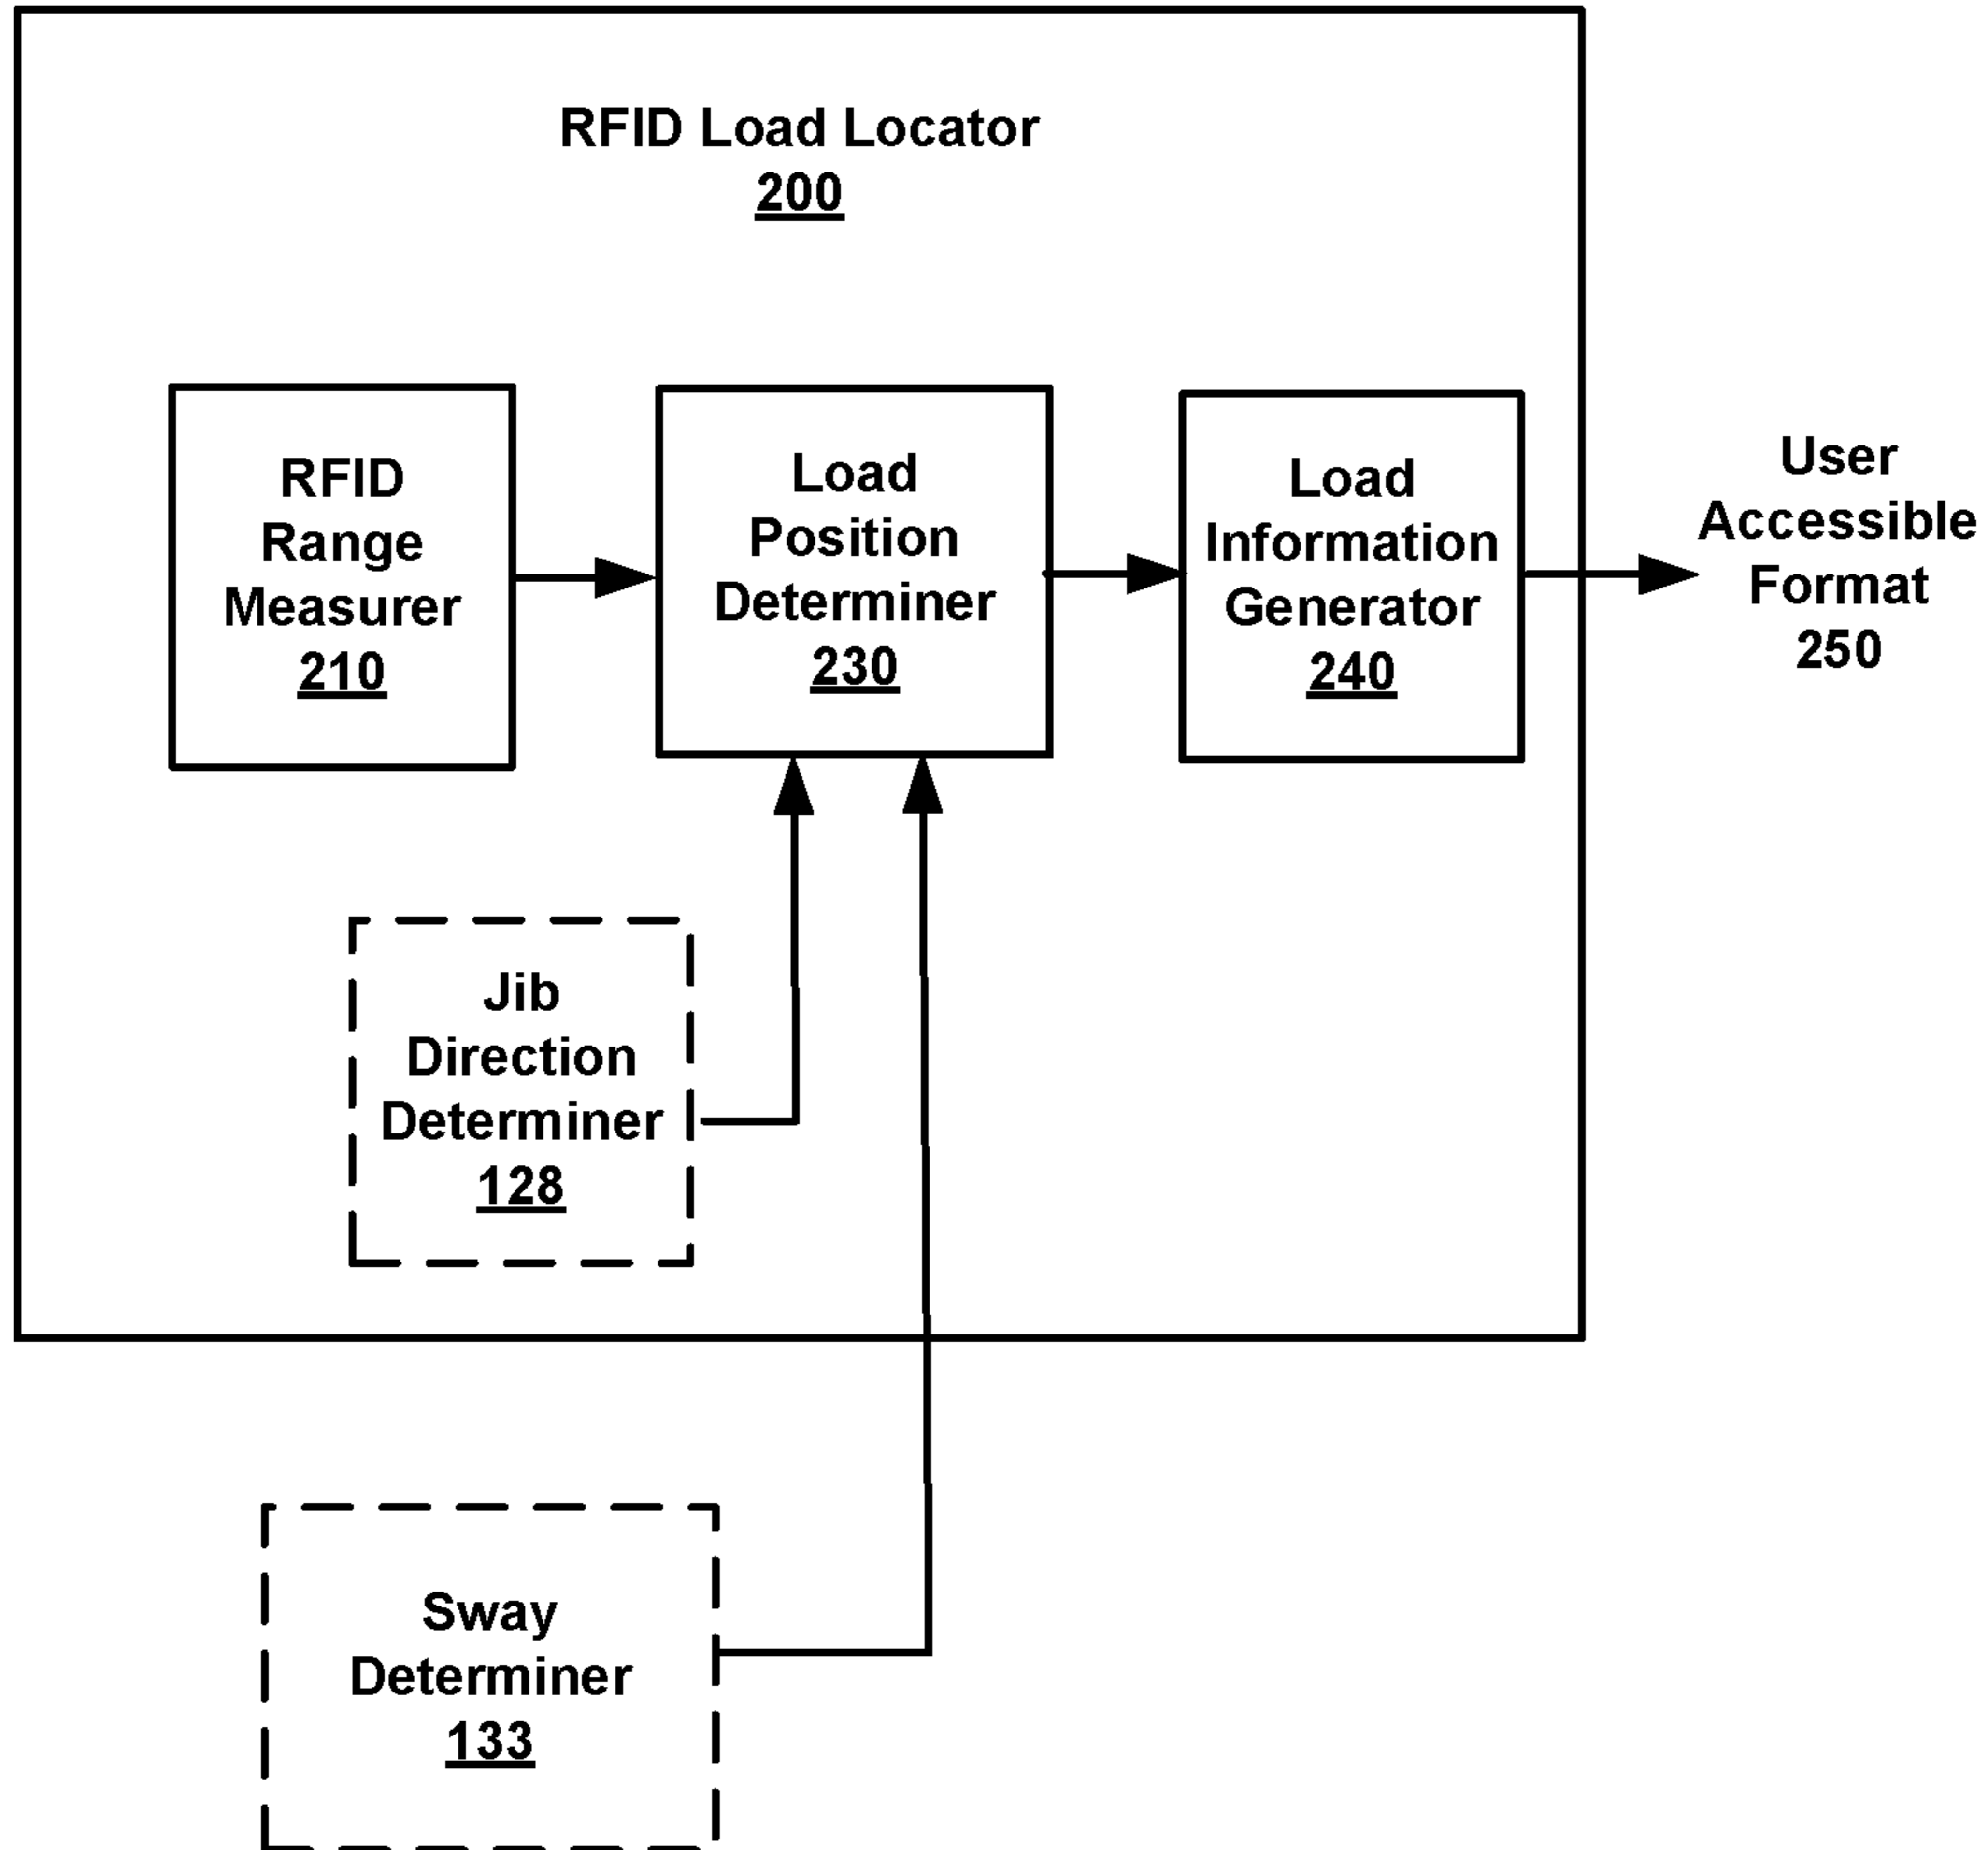 RFID Load Locator
200
RFID
Range
Measurer
210
Load
Position
Determiner
230
Load
Information
Generator
240
User
Accessible
Format
250
Jib
Direction
Determiner
128
Sway
Determiner
133